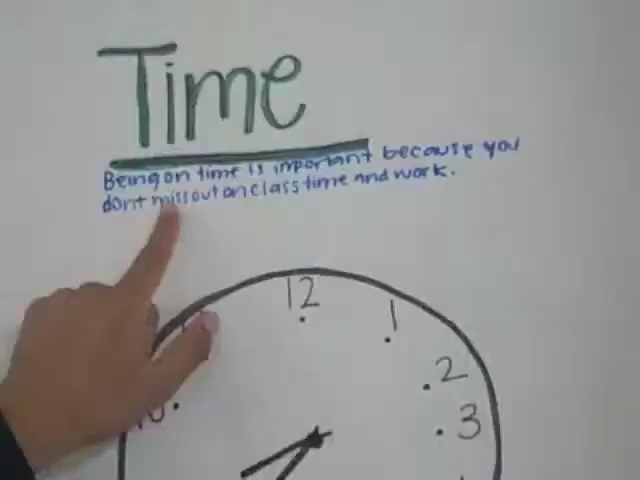 Time
Being on time is important because you
dont miss out on class time and work.
12
1
2
3